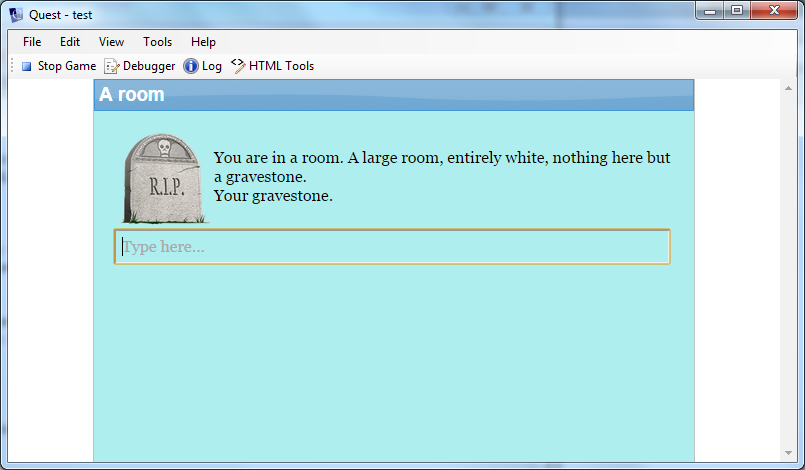 Quest - test
File Edit View Tools Help
Stop Game Debugger Log HTML Tools
A room
R.I.P.
You are in a room. A large room, entirely white, nothing here but
a gravestone.
Your gravestone.
Type here...